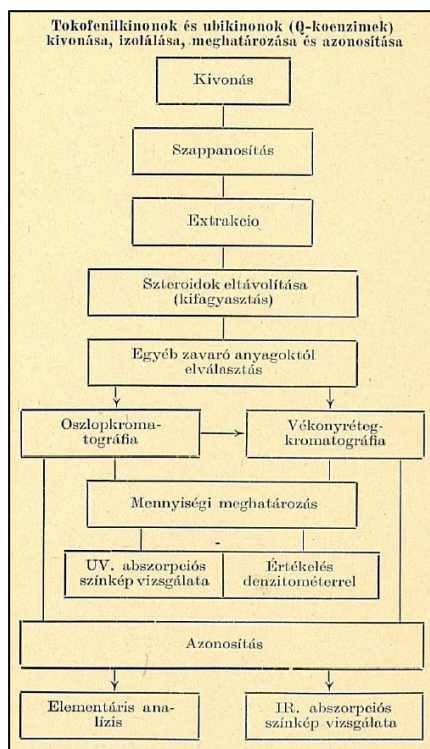 Tokofenilkinonok és ubikinonok (Q-koenzimek)
kivonása, izolálása, meghatározása és azonosítása
Kivonás
Szappanosítás
Extrakcio
Szteroidok eltávolítása
(kifagyasztás)
Egyéb zavaró anyagoktól
elválasztás
Oszlopkroma-
tográfia
Vékonyréteg-
kromatográfia
Mennyiségi meghatározás
UV. abszorpciós
színkép vizsgálata
Értékelés
denzitométerrel
Azonosítás
Elementáris ana-
lízis
IR. abszorpciós
színkép vizsgálata